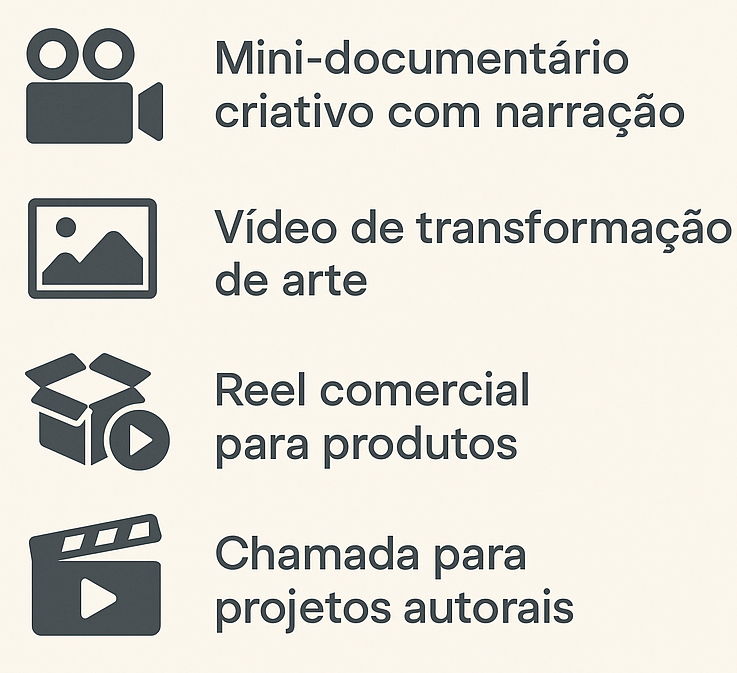 Mini-documentário
criativo com narração
Vídeo de transformação
de arte
Reel comercial
para produtos
Chamada para
projetos autorais